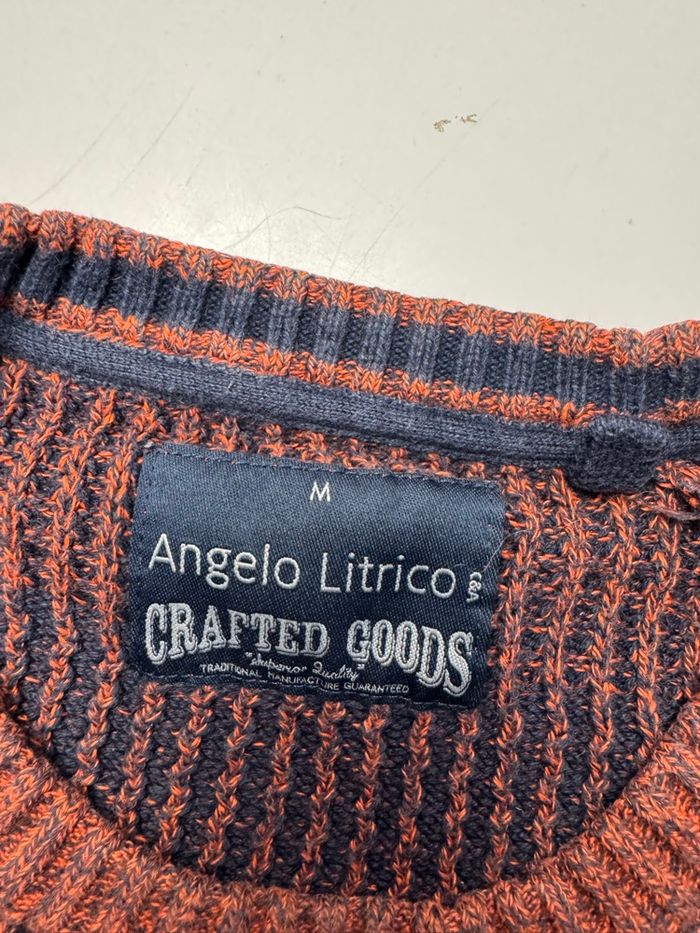 M
Angelo Litrico C&A
CRAFTED GOODS
"Superior Quality"
TRADITIONAL MANUFACTURE GUARANTEED